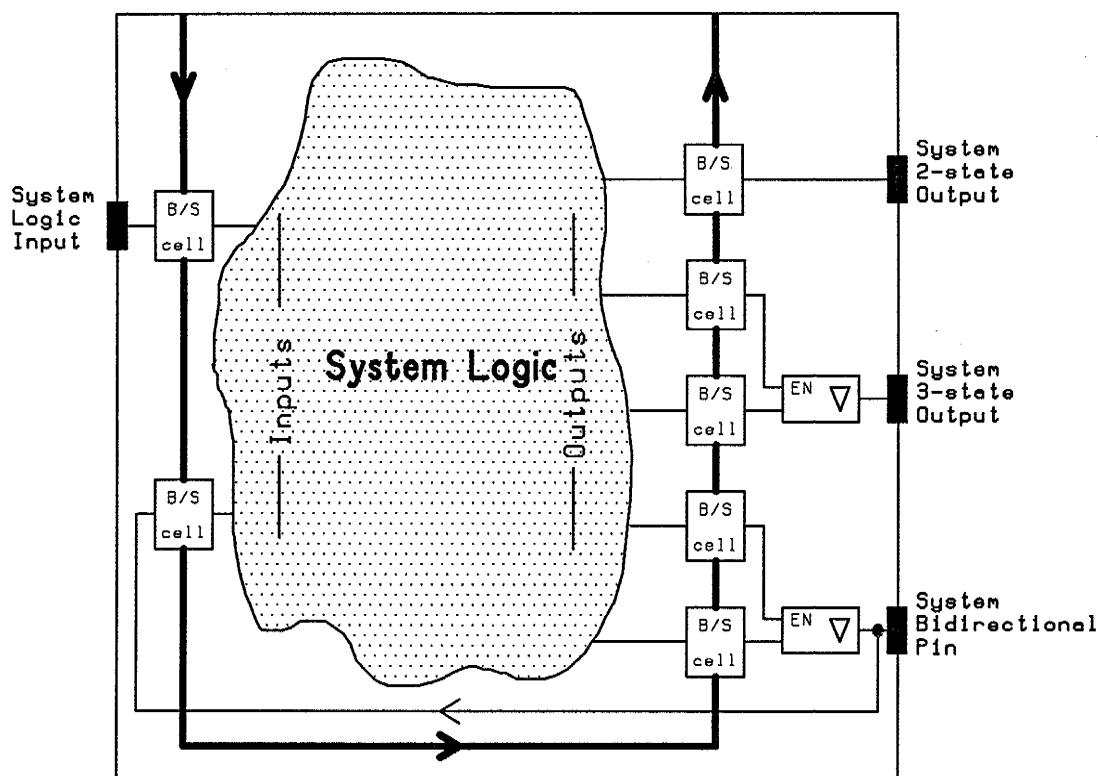 System
2-state
Output
System
Logic
Input
B/S
cell
B/S
cell
B/S
cell
Inputs
System Logic
Outputs
System
3-state
Output
EN
B/S
cell
B/S
cell
B/S
cell
System
Bidirectional
Pin
EN
B/S
cell